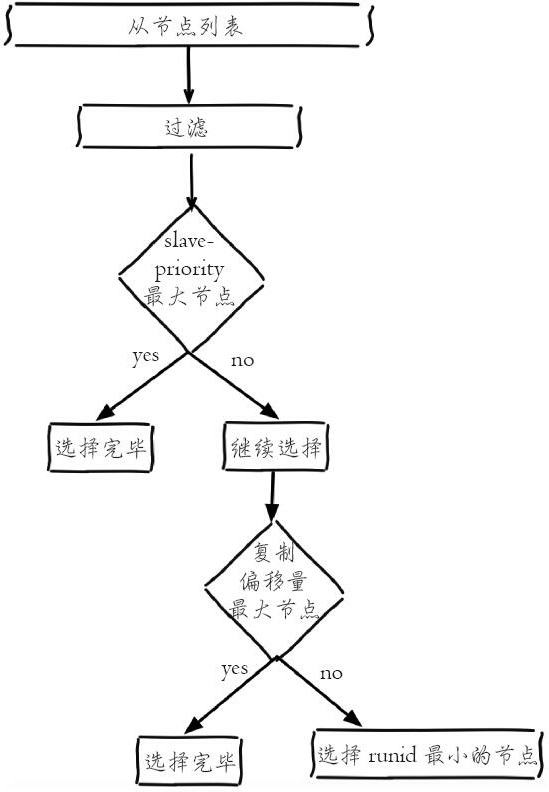 从节点列表
过滤
slave-
priority
最大节点
yes
no
选择完毕
继续选择
复制
偏移量
最大节点
yes
no
选择完毕
选择 runid 最小的节点